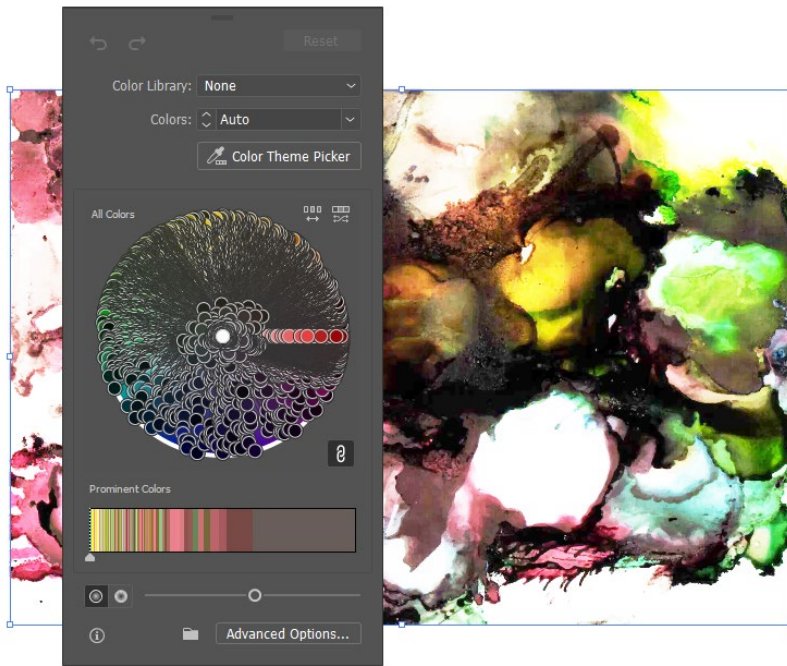 Reset
Color Library: None
Colors: Auto
Color Theme Picker
All Colors
Prominent Colors
Advanced Options...